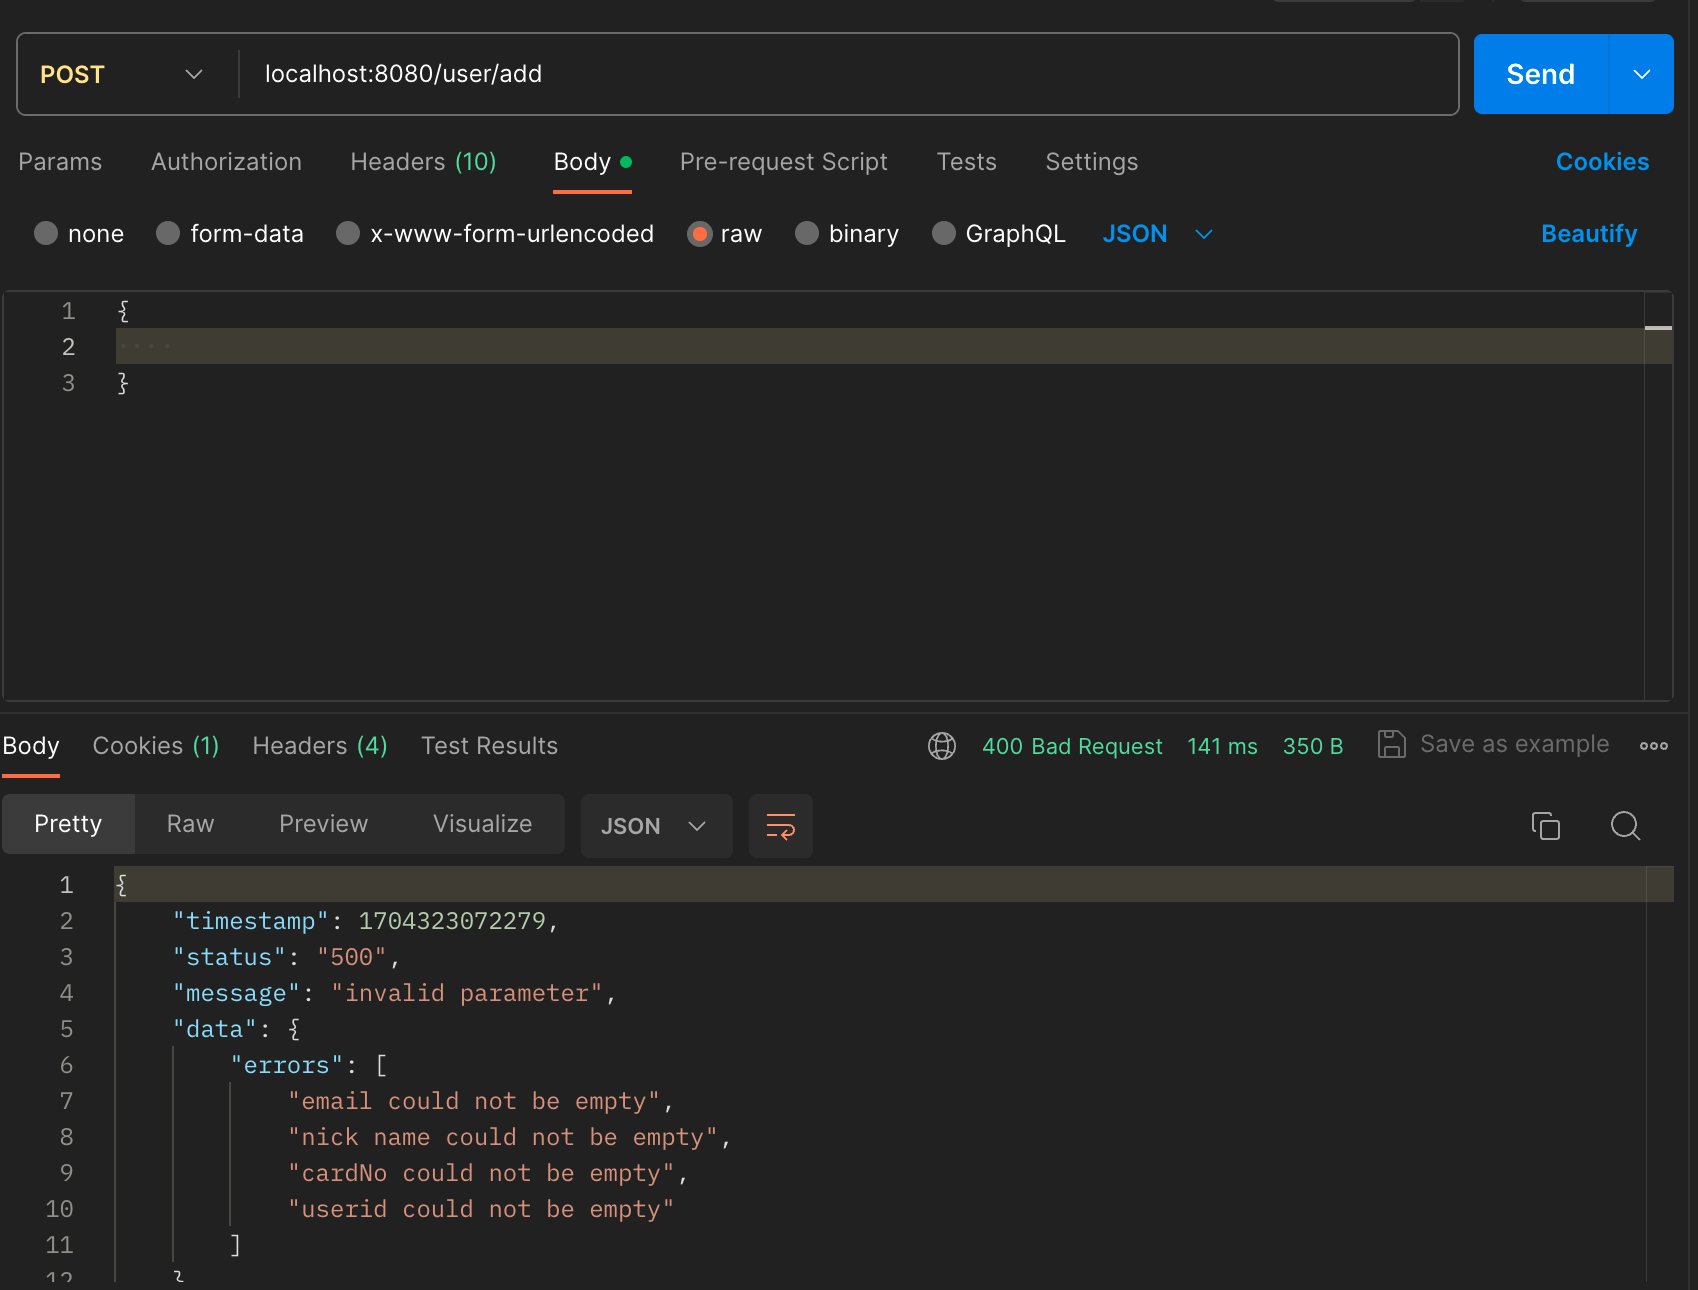 POST localhost:8080/user/add Send
Params Authorization Headers (10) Body Pre-request Script Tests Settings Cookies
none form-data x-www-form-urlencoded raw binary GraphQL JSON Beautify
1 {
2
3 }
Body Cookies (1) Headers (4) Test Results 400 Bad Request 141 ms 350 B Save as example
Pretty Raw Preview Visualize JSON
1 {
2 "timestamp": 1704323072279,
3 "status": "500",
4 "message": "invalid parameter",
5 "data": {
6 "errors": [
7 "email could not be empty",
8 "nick name could not be empty",
9 "cardNo could not be empty",
10 "userid could not be empty"
11 ]
12 }